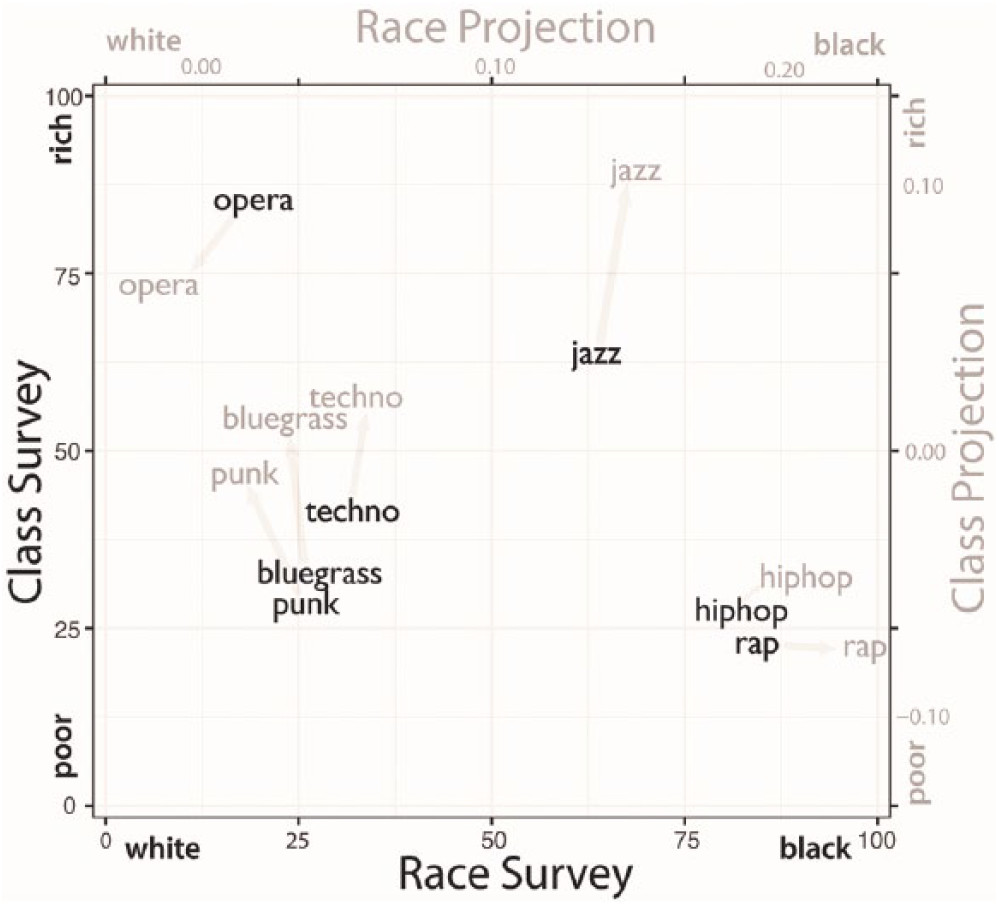 Race Projection
white
black
0.00
0.10
0.20
100
rich
rich
jazz
0.10
opera
75
opera
jazz
techno
bluegrass
50
0.00
punk
techno
bluegrass
hiphop
punk
hiphop
25
rap
rap
−0.10
poor
poor
0
Class Survey
Class Projection
0
25
50
75
100
white
black
Race Survey